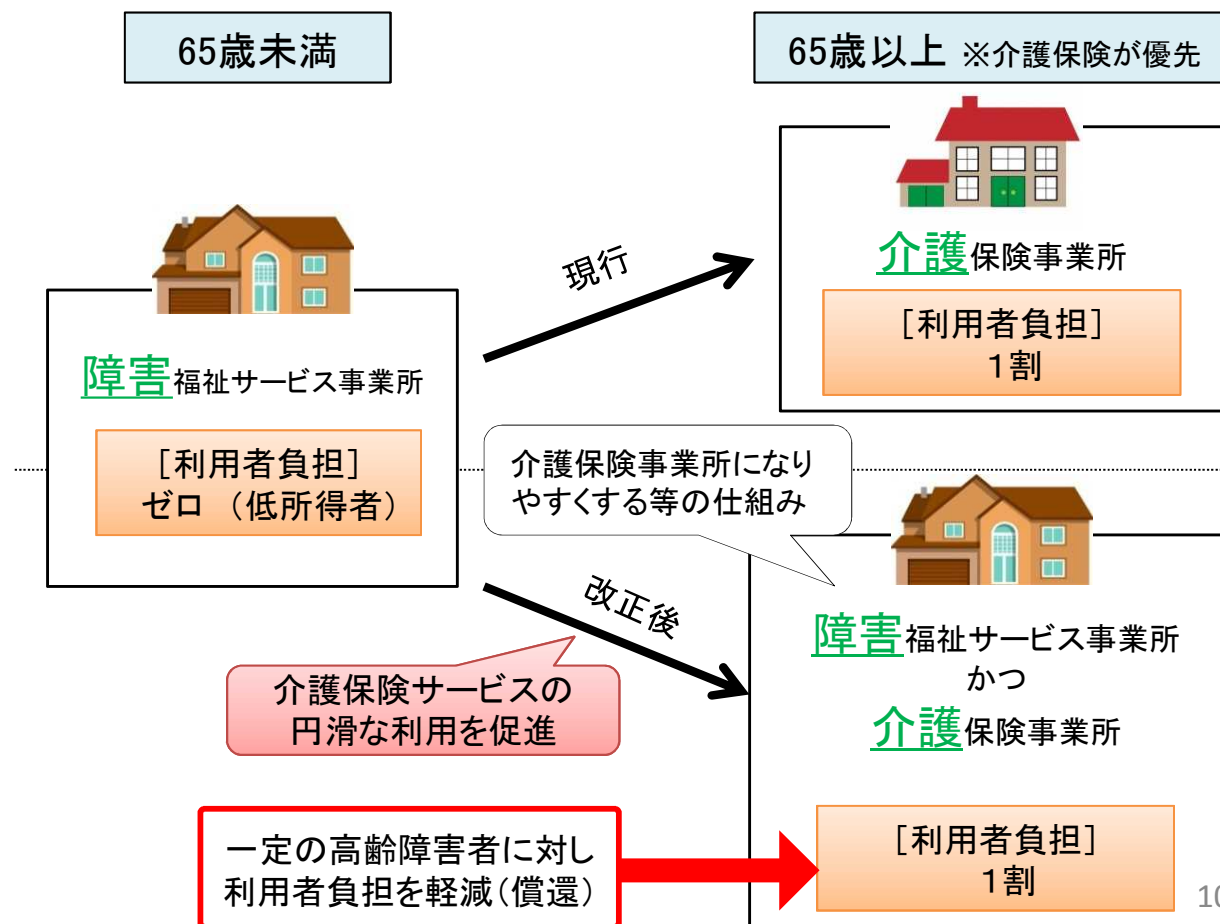 65歳未満
65歳以上 ※介護保険が優先
現行
介護保険事業所
[利用者負担]
1割
障害福祉サービス事業所
[利用者負担]
ゼロ (低所得者)
介護保険事業所になり
やすくする等の仕組み
改正後
介護保険サービスの
円滑な利用を促進
障害福祉サービス事業所
かつ
介護保険事業所
一定の高齢障害者に対し
利用者負担を軽減(償還)
[利用者負担]
1割
10